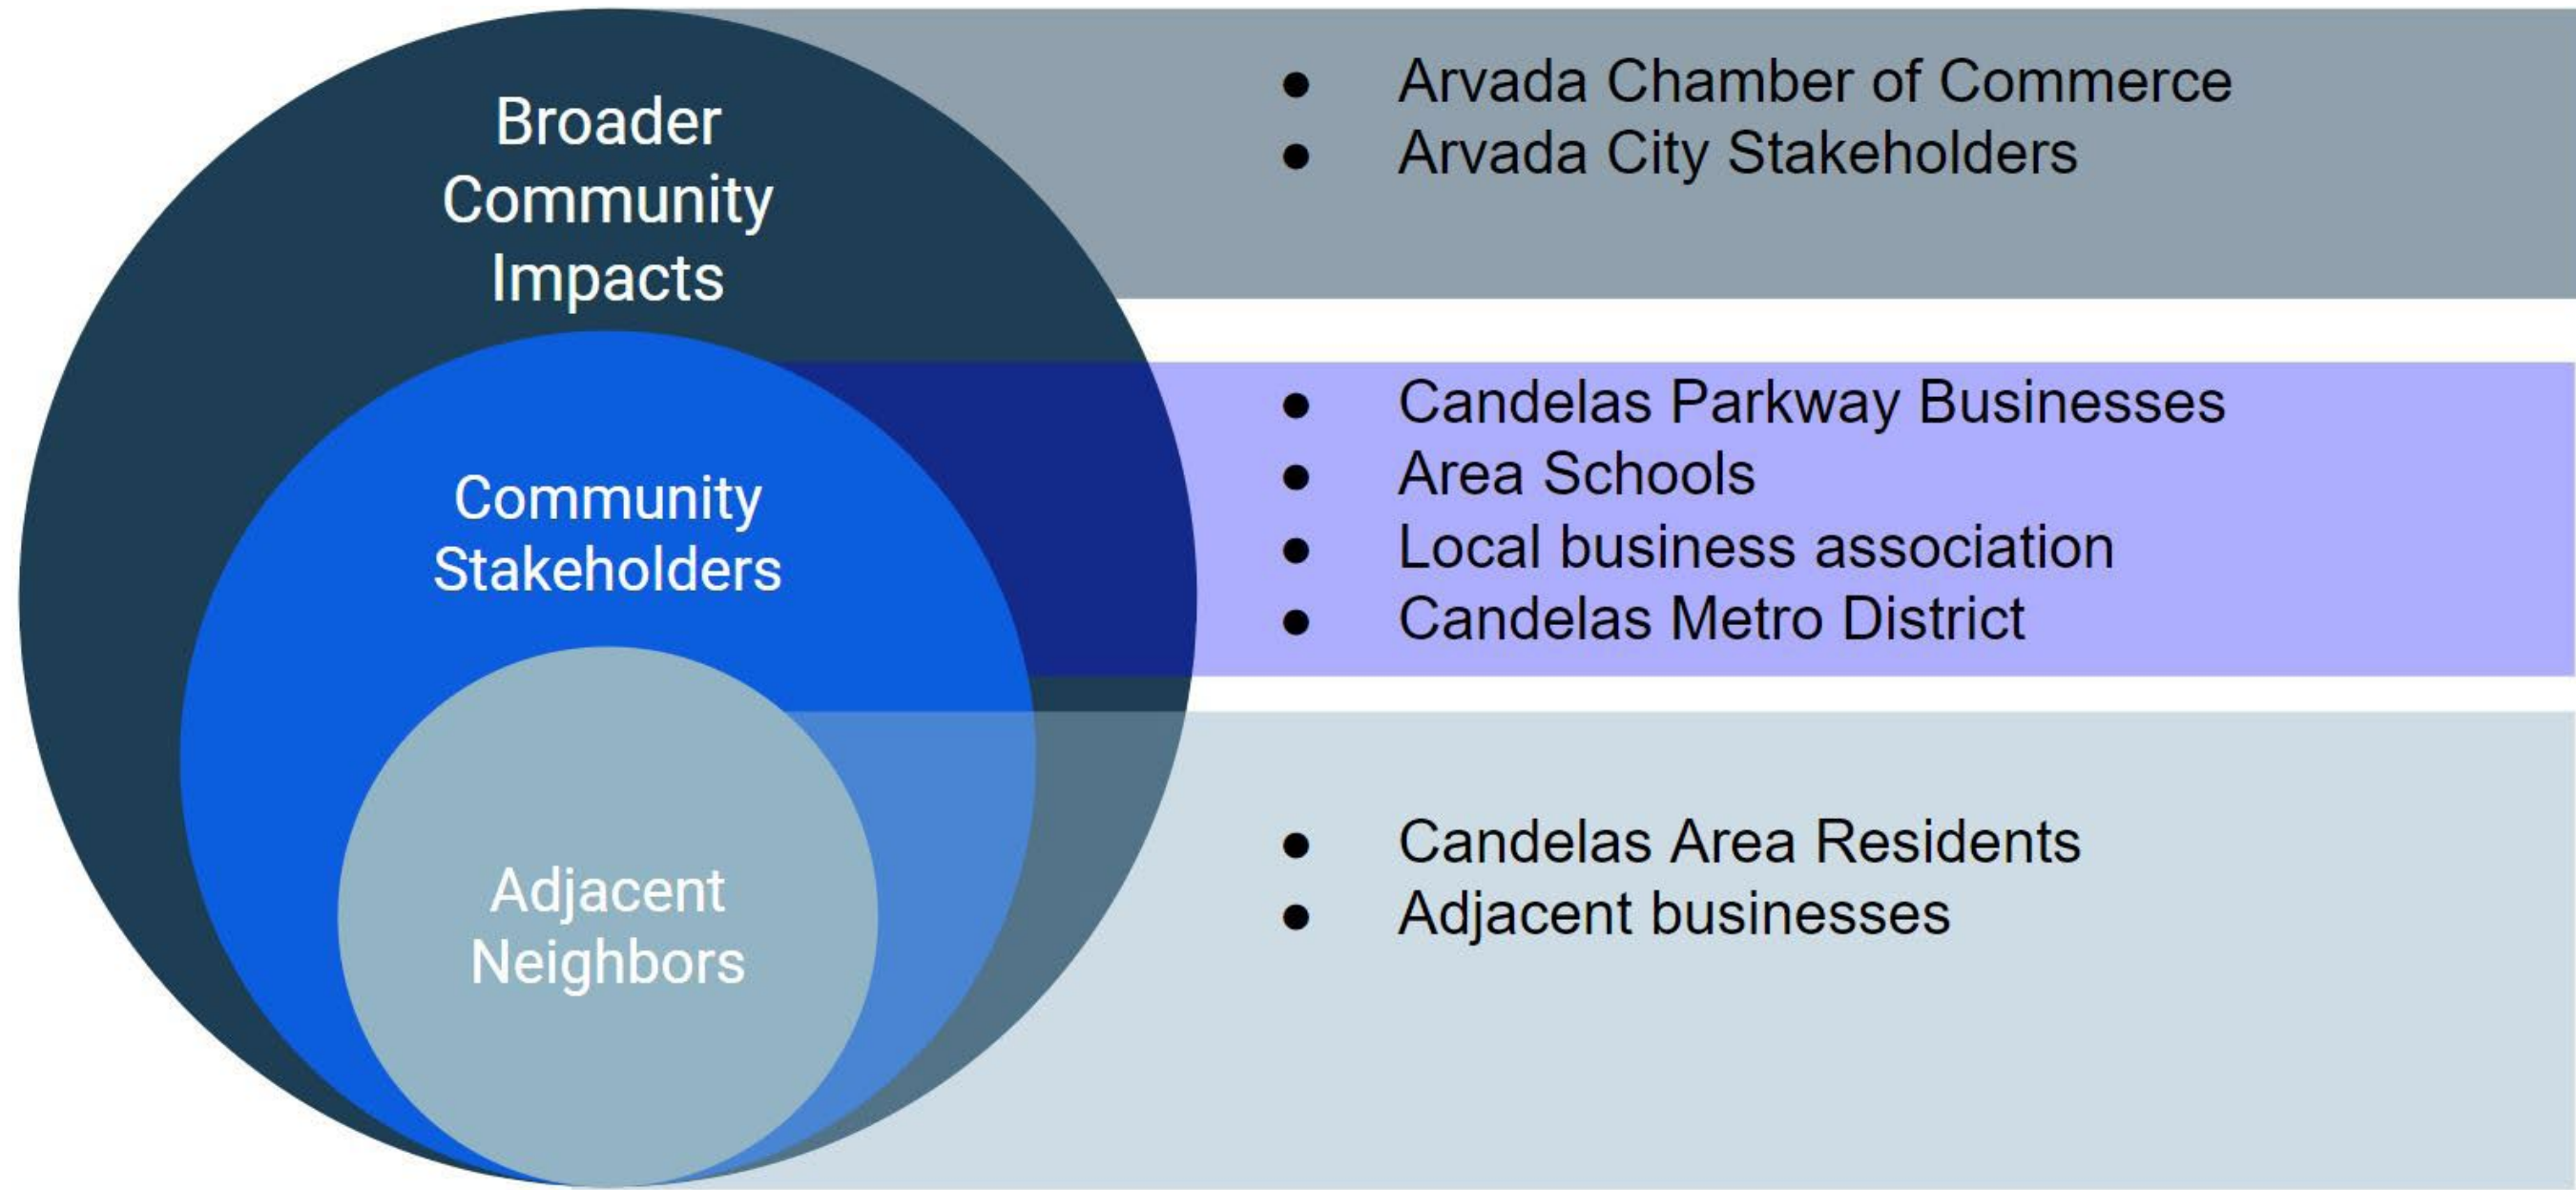 Broader
Community
Impacts
● Arvada Chamber of Commerce
● Arvada City Stakeholders
Community
Stakeholders
● Candelas Parkway Businesses
● Area Schools
● Local business association
● Candelas Metro District
Adjacent
Neighbors
● Candelas Area Residents
● Adjacent businesses